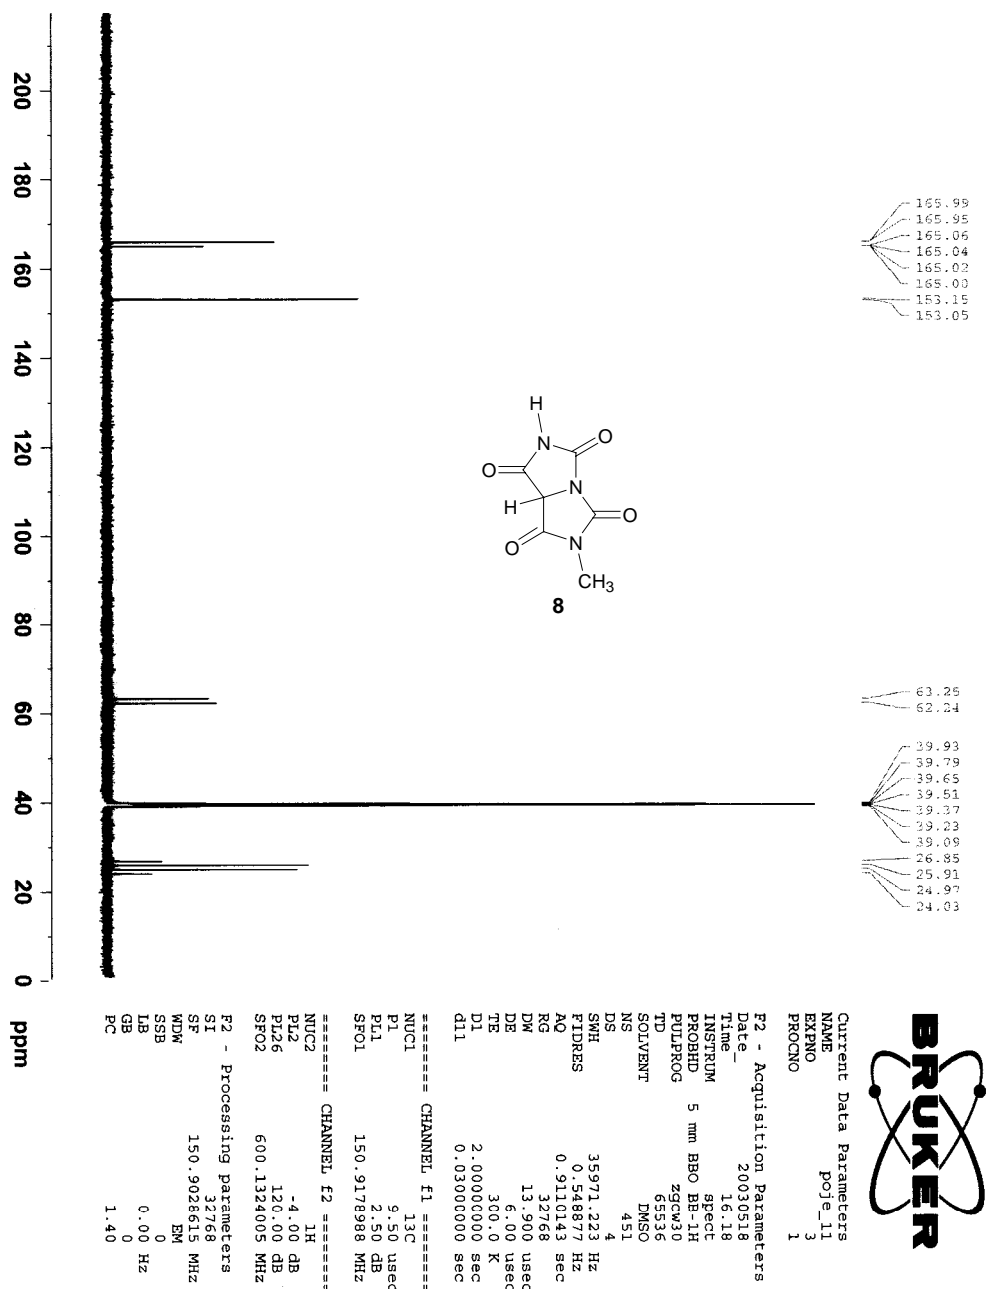 165.99
165.95
165.06
165.04
165.02
165.00
153.15
153.05
63.25
62.24
39.93
39.79
39.65
39.51
39.37
39.23
39.09
26.85
25.91
24.97
24.03
200 180 160 140 120 100 80 60 40 20 0 ppm
H
N
O
O
N
H
O
O
N
CH3
8
BRUKER
Current Data Parameters
NAME poje_11
EXPNO 3
PROCNO 1
F2 - Acquisition Parameters
Date_ 20030518
Time 16.18
INSTRUM spect
PROBHD 5 mm BBO BB-1H
PULPROG zgcw30
TD 65536
SOLVENT DMSO
NS 451
DS 4
SWH 35971.223 Hz
FIDRES 0.548877 Hz
AQ 0.9110143 sec
RG 32768
DW 13.900 usec
DE 6.00 usec
TE 300.0 K
D1 2.00000000 sec
d11 0.03000000 sec
======== CHANNEL f1 ========
NUC1 13C
P1 9.50 usec
PL1 2.50 dB
SFO1 150.9178988 MHz
======== CHANNEL f2 ========
NUC2 1H
PL2 -4.00 dB
PL26 120.00 dB
SFO2 600.1324005 MHz
F2 - Processing parameters
SI 32768
SF 150.9028615 MHz
WDW EM
SSB 0
LB 0.00 Hz
GB 0
PC 1.40